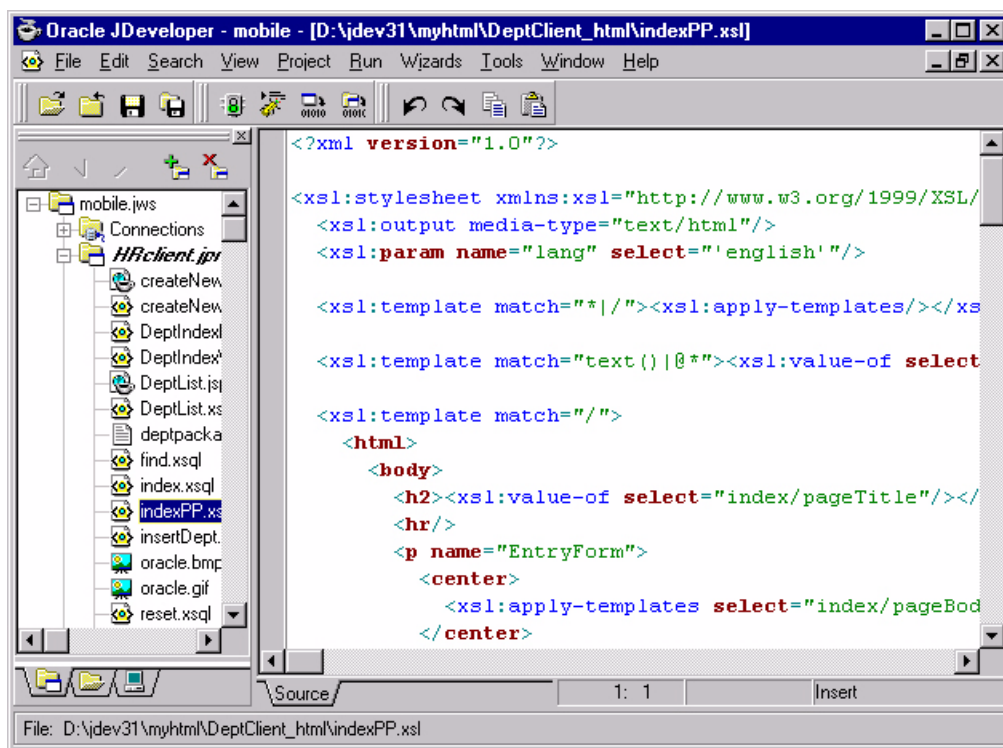 Oracle JDeveloper - mobile - [D:\jdev31\myhtml\DeptClient_html\indexPP.xsl]
File Edit Search View Project Run Wizards Tools Window Help
mobile.jws
Connections
HRclient.jpr
createNew
createNew
DeptIndex
DeptIndex
DeptList.jsp
DeptList.xs
deptpacka
find.xsql
index.xsql
indexPP.xs
insertDept.
oracle.bmp
oracle.gif
reset.xsql
<?xml version="1.0"?>
<xsl:stylesheet xmlns:xsl="http://www.w3.org/1999/XSL/
<xsl:output media-type="text/html"/>
<xsl:param name="lang" select="'english'"/>
<xsl:template match="*|/"><xsl:apply-templates/></xs
<xsl:template match="text()|@*"><xsl:value-of select
<xsl:template match="/">
<html>
<body>
<h2><xsl:value-of select="index/pageTitle"/></
<hr/>
<p name="EntryForm">
<center>
<xsl:apply-templates select="index/pageBod
</center>
Source
1: 1
Insert
File: D:\jdev31\myhtml\DeptClient_html\indexPP.xsl